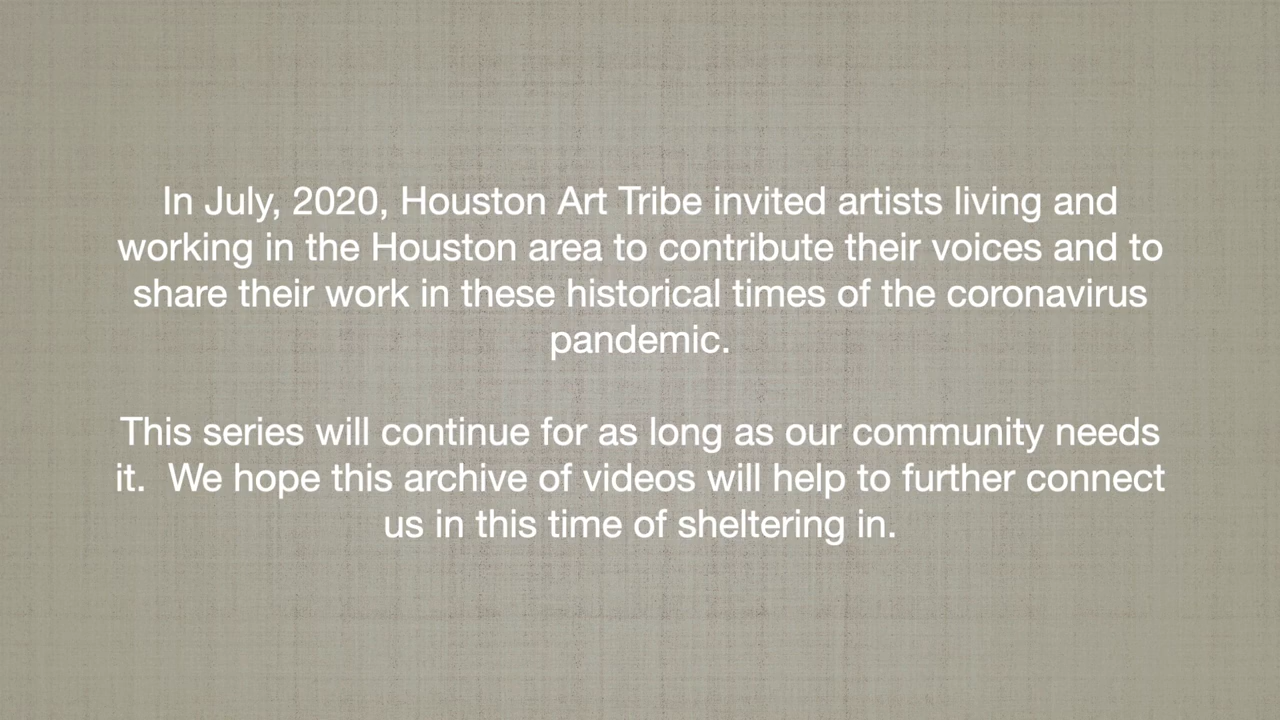 In July, 2020, Houston Art Tribe invited artists living and
working in the Houston area to contribute their voices and to
share their work in these historical times of the coronavirus
pandemic.
This series will continue for as long as our community needs
it.  We hope this archive of videos will help to further connect
us in this time of sheltering in.